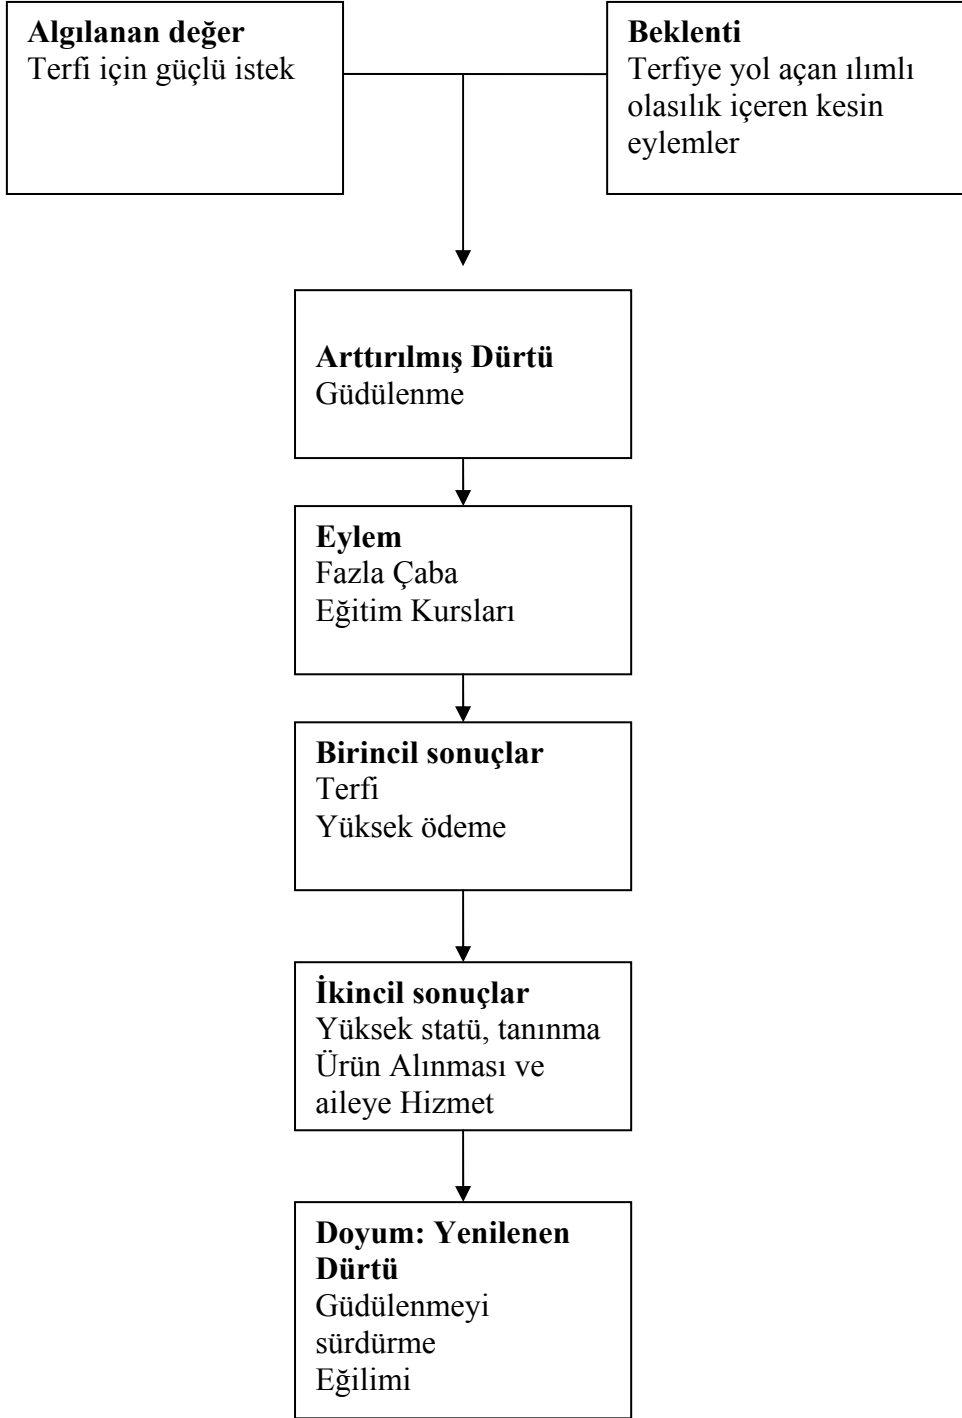 Algılanan değer
Terfi için güçlü istek
Beklenti
Terfiye yol açan ılımlı
olasılık içeren kesin
eylemler
Arttırılmış Dürtü
Güdülenme
Eylem
Fazla Çaba
Eğitim Kursları
Birincil sonuçlar
Terfi
Yüksek ödeme
İkincil sonuçlar
Yüksek statü, tanınma
Ürün Alınması ve
aileye Hizmet
Doyum: Yenilenen
Dürtü
Güdülenmeyi
sürdürme
Eğilimi